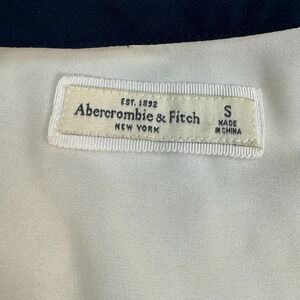 EST. 1892
Abercrombie & Fitch
NEW YORK
S
MADE
IN CHINA